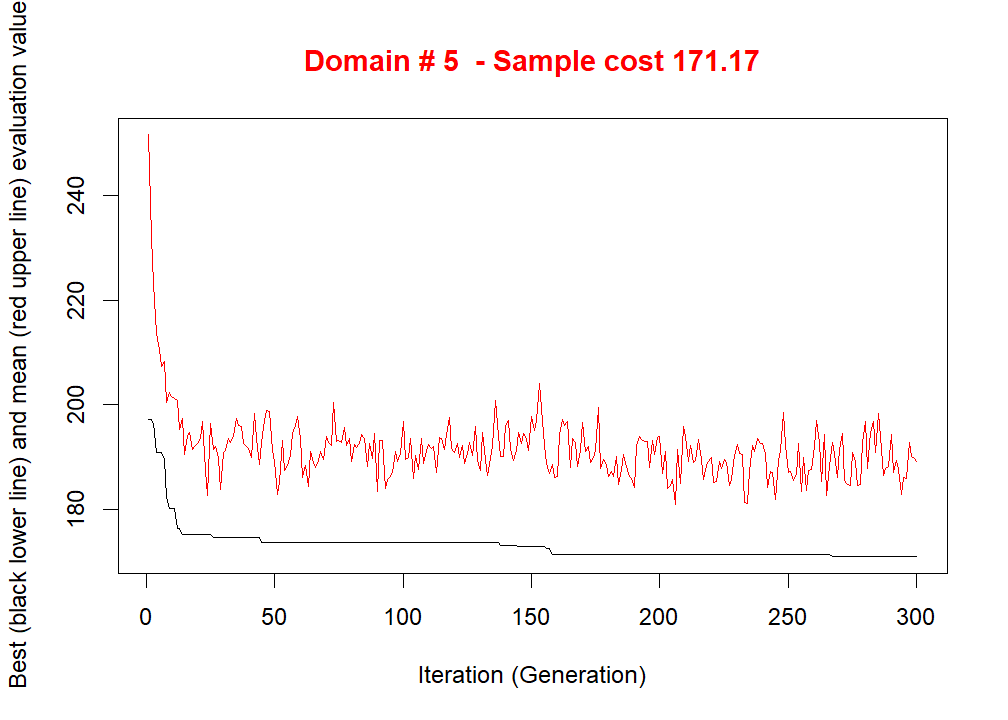 Domain # 5  - Sample cost 171.17
Best (black lower line) and mean (red upper line) evaluation value
240
220
200
180
0 50 100 150 200 250 300
Iteration (Generation)